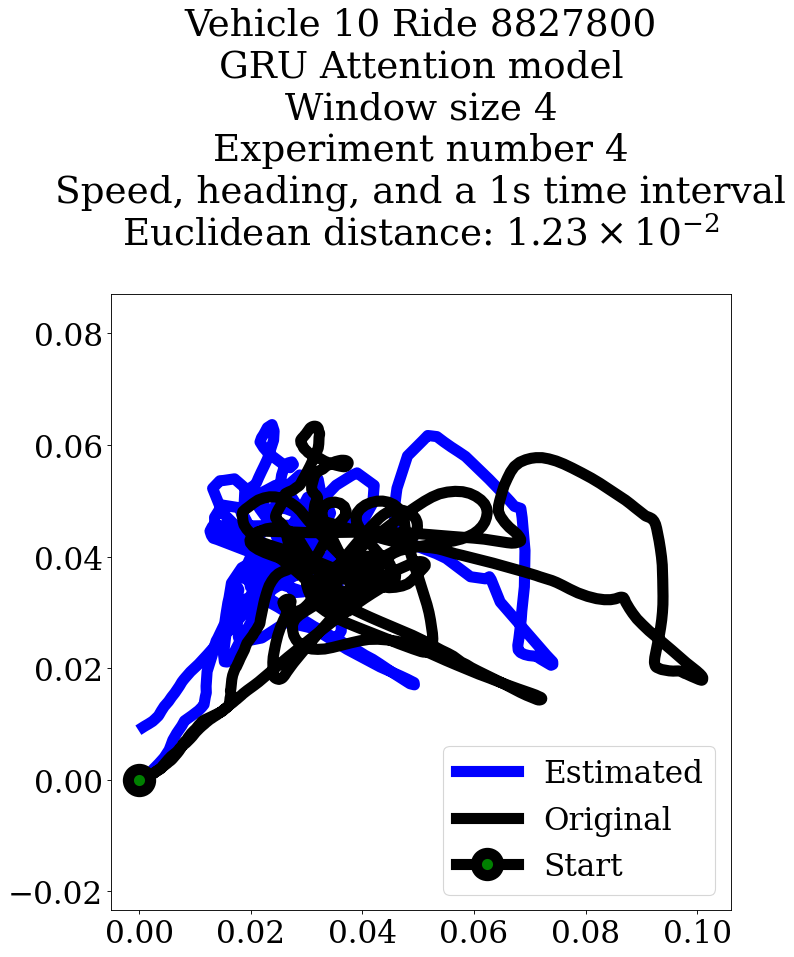 Vehicle 10 Ride 8827800
GRU Attention model
Window size 4
Experiment number 4
Speed, heading, and a 1s time interval
Euclidean distance: 1.23 × 10⁻²
0.08
0.06
0.04
0.02
0.00
−0.02
0.00 0.02 0.04 0.06 0.08 0.10
Estimated
Original
Start